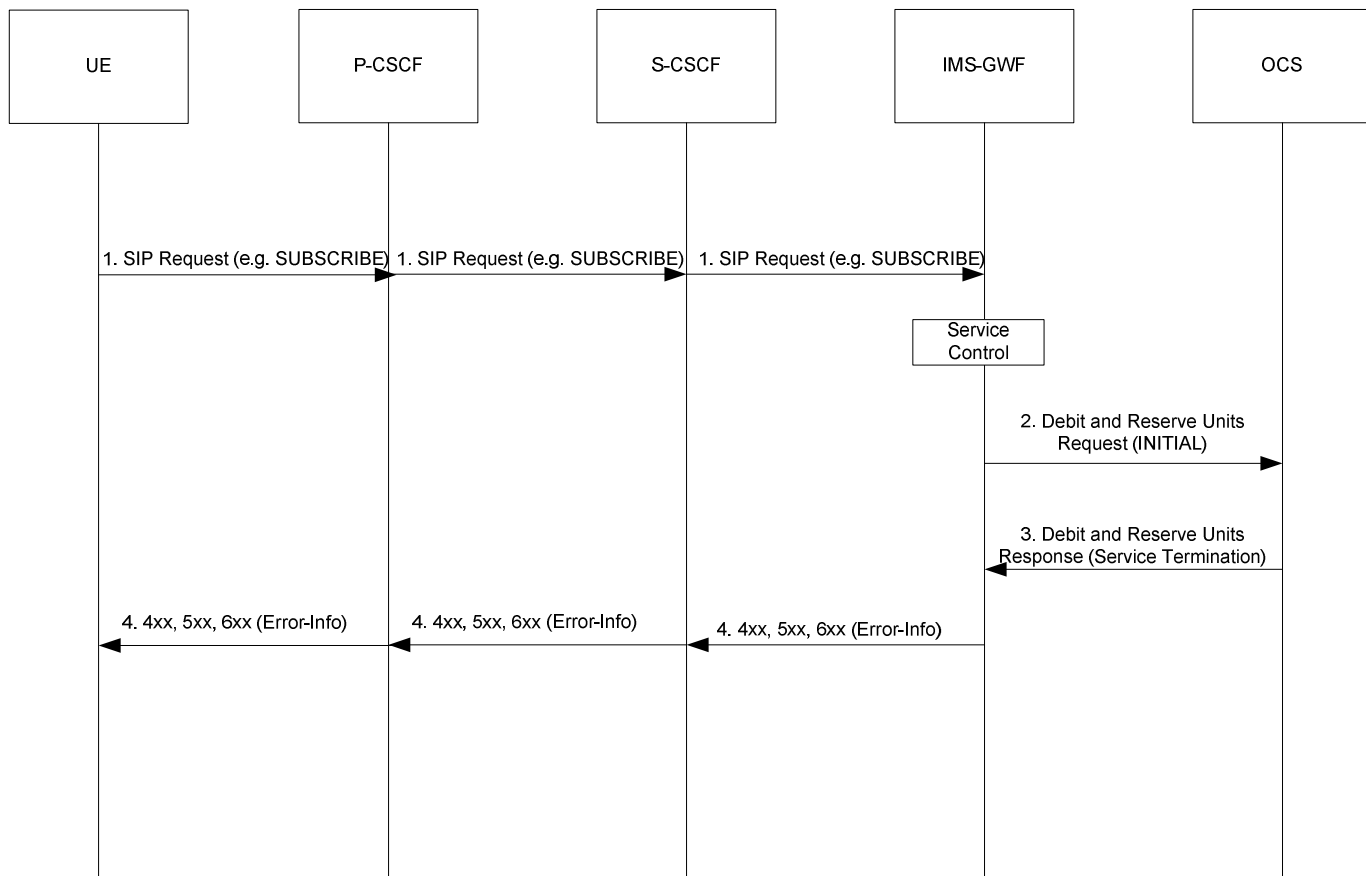 UE
P-CSCF
S-CSCF
IMS-GWF
OCS
1. SIP Request (e.g. SUBSCRIBE)
1. SIP Request (e.g. SUBSCRIBE)
1. SIP Request (e.g. SUBSCRIBE)
Service
Control
2. Debit and Reserve Units
Request (INITIAL)
3. Debit and Reserve Units
Response (Service Termination)
4. 4xx, 5xx, 6xx (Error-Info)
4. 4xx, 5xx, 6xx (Error-Info)
4. 4xx, 5xx, 6xx (Error-Info)